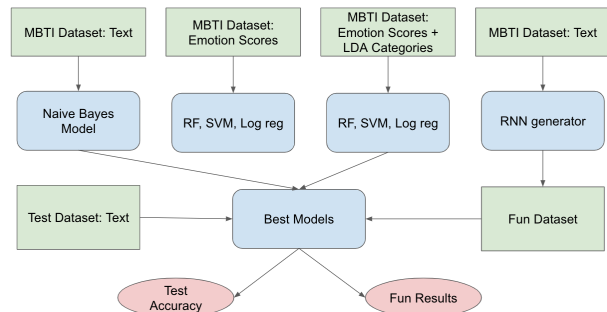 MBTI Dataset: Text
MBTI Dataset:
Emotion Scores
MBTI Dataset:
Emotion Scores +
LDA Categories
MBTI Dataset: Text
Naive Bayes
Model
RF, SVM, Log reg
RF, SVM, Log reg
RNN generator
Test Dataset: Text
Best Models
Fun Dataset
Test
Accuracy
Fun Results